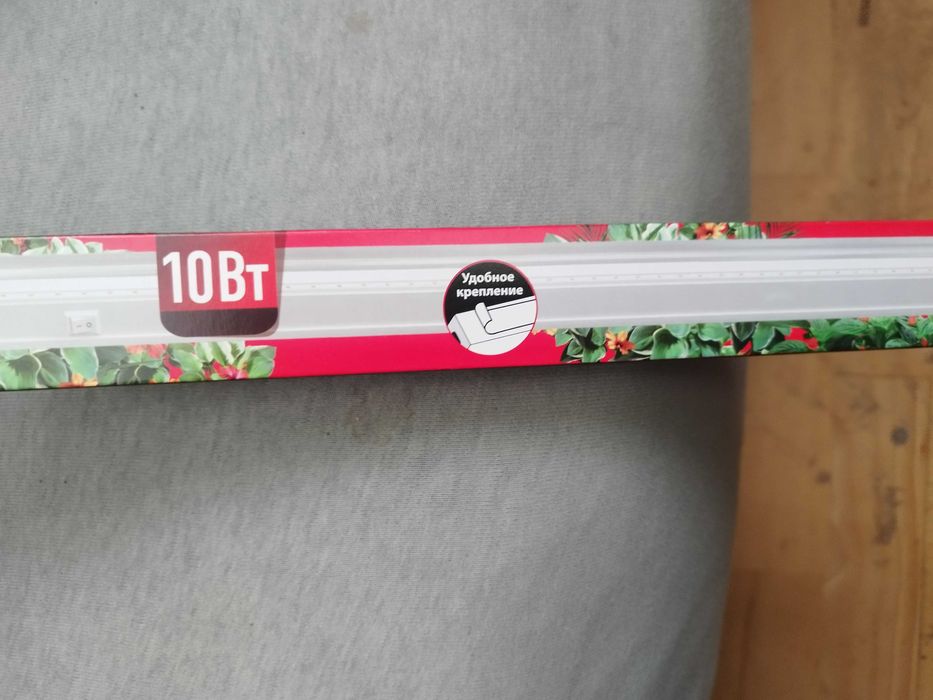 10Вт
Удобное
крепление